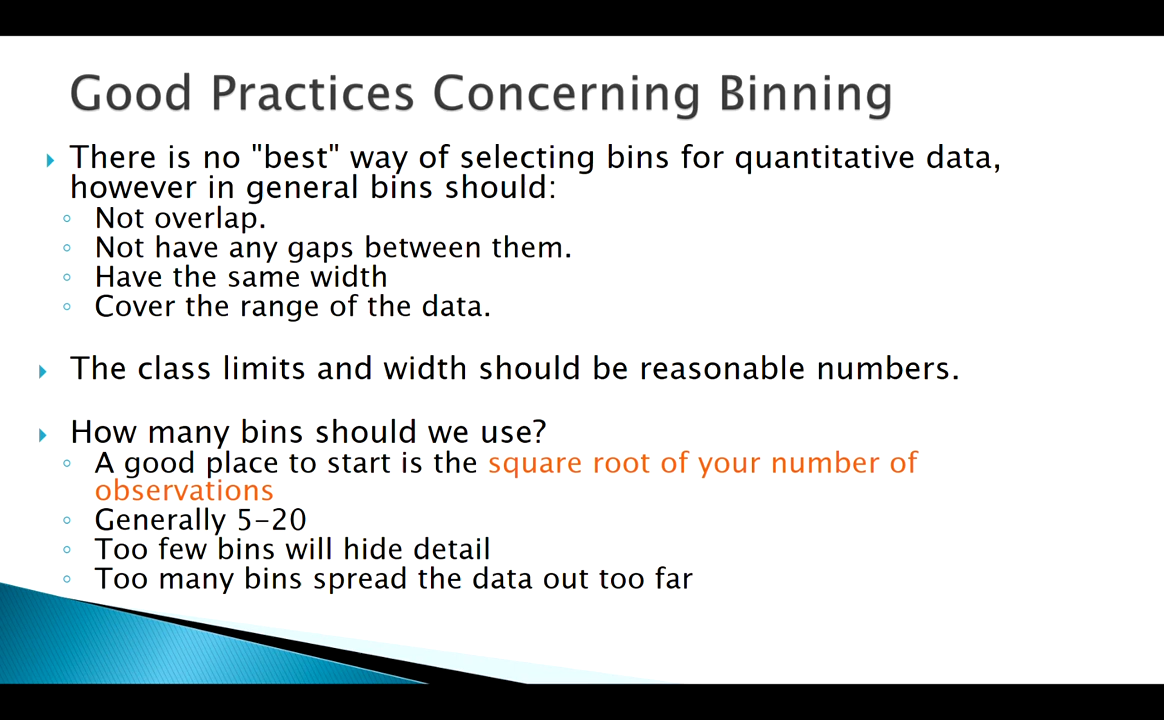 Good Practices Concerning Binning
There is no "best" way of selecting bins for quantitative data,
however in general bins should:
Not overlap.
Not have any gaps between them.
Have the same width
Cover the range of the data.
The class limits and width should be reasonable numbers.
How many bins should we use?
A good place to start is the square root of your number of
observations
Generally 5-20
Too few bins will hide detail
Too many bins spread the data out too far